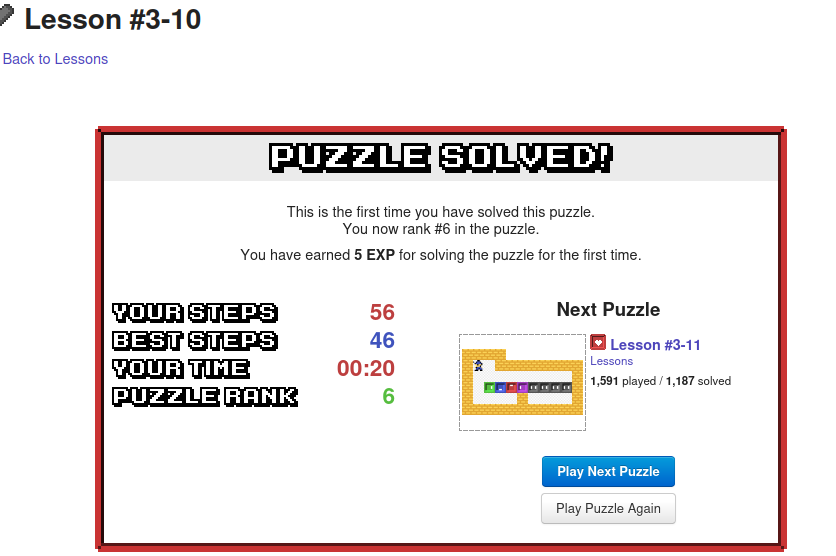 Lesson #3-10
Back to Lessons
PUZZLE SOLVED!
This is the first time you have solved this puzzle.
You now rank #6 in the puzzle.
You have earned 5 EXP for solving the puzzle for the first time.
YOUR STEPS 56
BEST STEPS 46
YOUR TIME 00:20
PUZZLE RANK 6
Next Puzzle
Lesson #3-11
Lessons
1,591 played / 1,187 solved
Play Next Puzzle
Play Puzzle Again